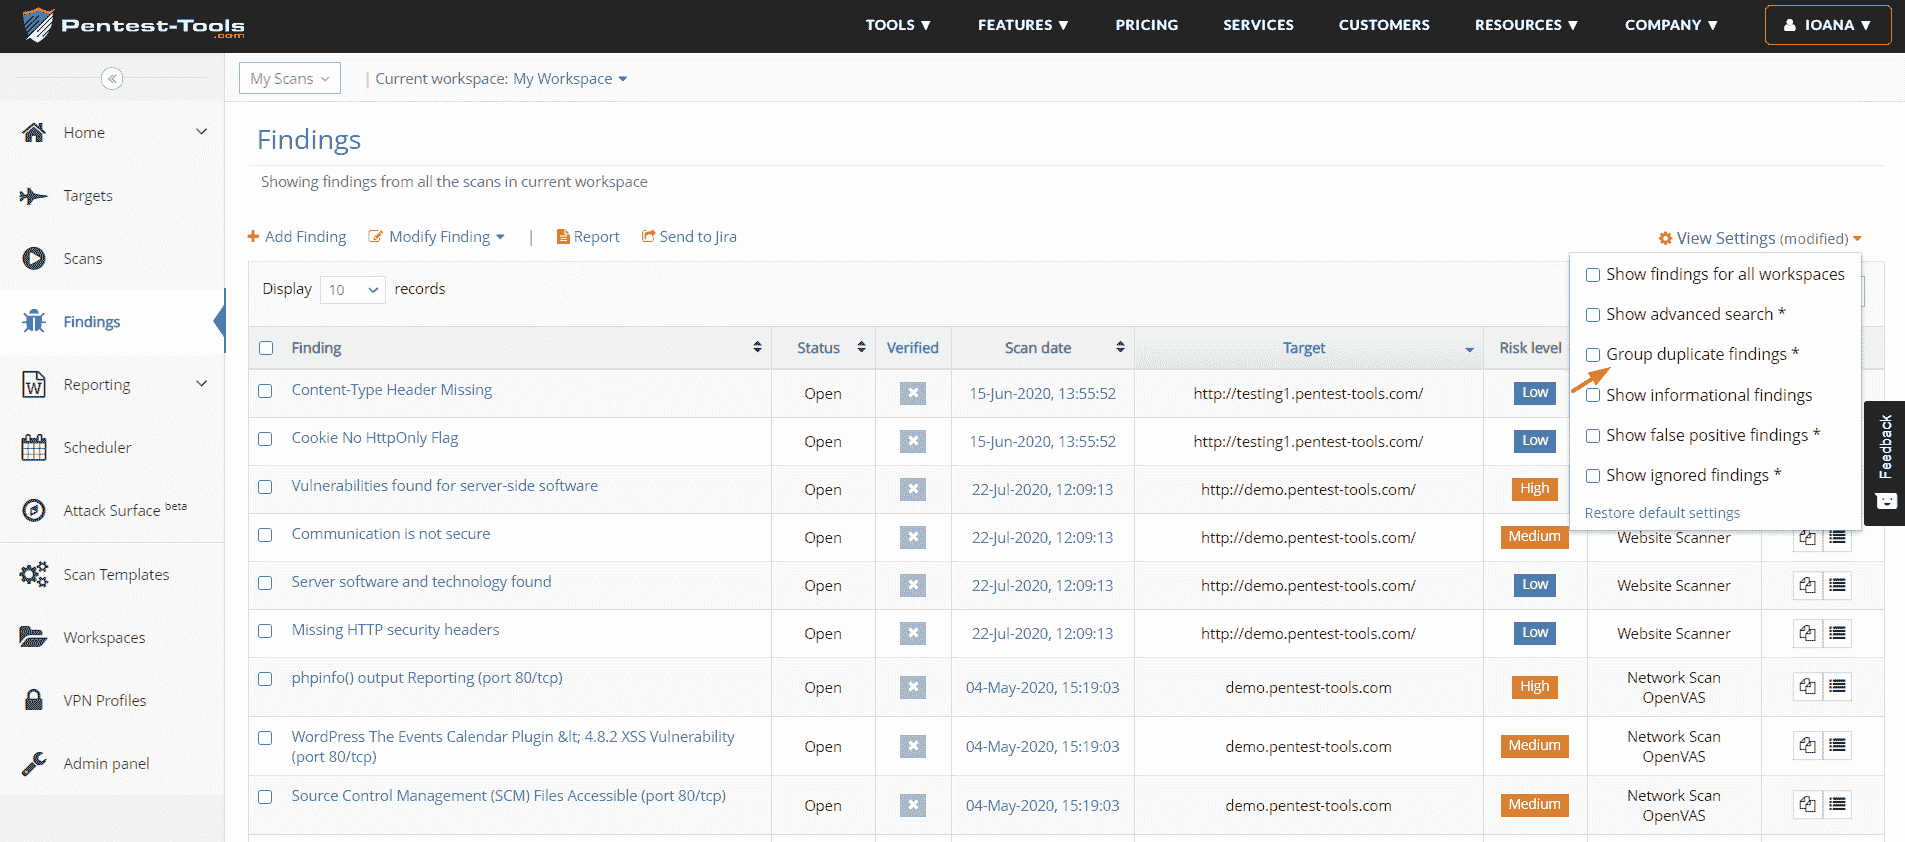 Pentest-Tools
.com
TOOLS ▼ FEATURES ▼ PRICING SERVICES CUSTOMERS RESOURCES ▼ COMPANY ▼ IOANA ▼
My Scans | Current workspace: My Workspace
Home
Targets
Scans
Findings
Reporting
Scheduler
Attack Surface beta
Scan Templates
Workspaces
VPN Profiles
Admin panel
Findings
Showing findings from all the scans in current workspace
Add Finding Modify Finding | Report Send to Jira
View Settings (modified)
Show findings for all workspaces
Show advanced search *
Group duplicate findings *
Show informational findings
Show false positive findings *
Show ignored findings *
Restore default settings
Feedback
Display 10 records
Finding Status Verified Scan date Target Risk level
Content-Type Header Missing Open 15-Jun-2020, 13:55:52 http://testing1.pentest-tools.com/ Low
Cookie No HttpOnly Flag Open 15-Jun-2020, 13:55:52 http://testing1.pentest-tools.com/ Low
Vulnerabilities found for server-side software Open 22-Jul-2020, 12:09:13 http://demo.pentest-tools.com/ High
Communication is not secure Open 22-Jul-2020, 12:09:13 http://demo.pentest-tools.com/ Medium Website Scanner
Server software and technology found Open 22-Jul-2020, 12:09:13 http://demo.pentest-tools.com/ Low Website Scanner
Missing HTTP security headers Open 22-Jul-2020, 12:09:13 http://demo.pentest-tools.com/ Low Website Scanner
phpinfo() output Reporting (port 80/tcp) Open 04-May-2020, 15:19:03 demo.pentest-tools.com High Network Scan
OpenVAS
WordPress The Events Calendar Plugin &lt; 4.8.2 XSS Vulnerability Open 04-May-2020, 15:19:03 demo.pentest-tools.com Medium Network Scan
(port 80/tcp) OpenVAS
Source Control Management (SCM) Files Accessible (port 80/tcp) Open 04-May-2020, 15:19:03 demo.pentest-tools.com Medium Network Scan
OpenVAS